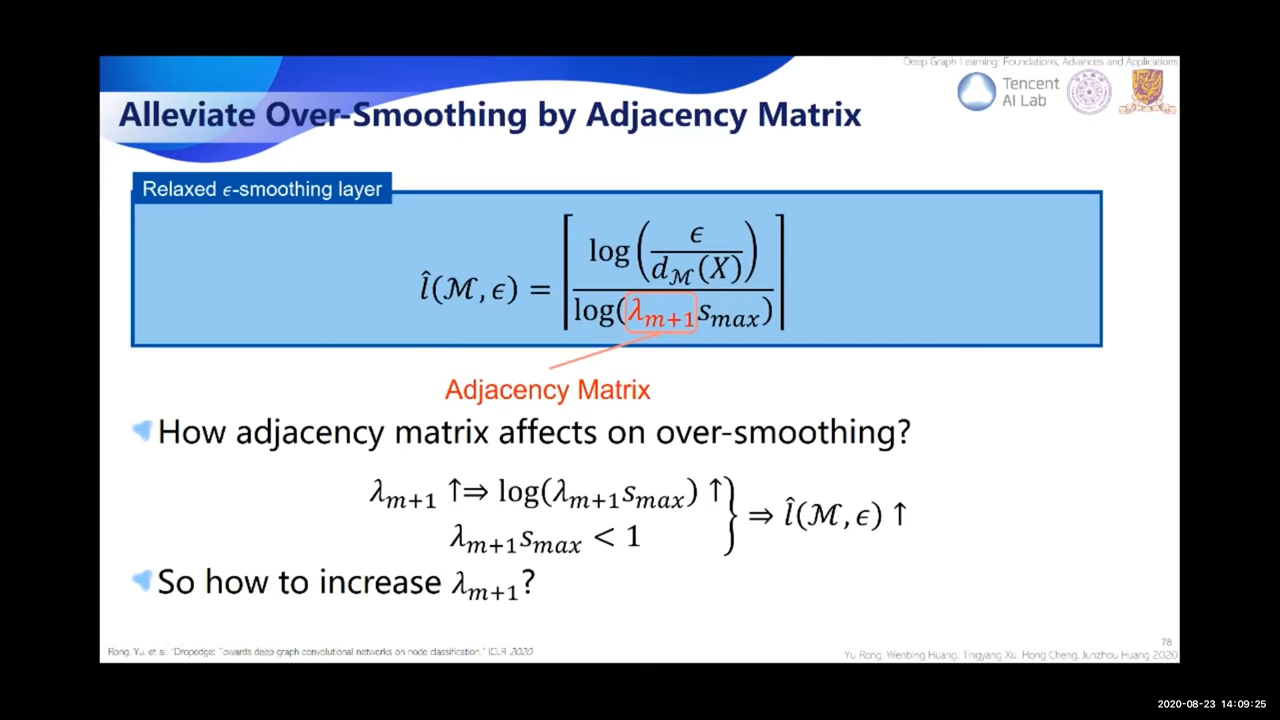 Deep Graph Learning: Foundations, Advances and Applications
Tencent
AI Lab
Alleviate Over-Smoothing by Adjacency Matrix
Relaxed ϵ-smoothing layer
l̂(ℳ, ϵ) = ⌈ log(ϵ / d_ℳ(X)) / log(λ_{m+1}s_{max}) ⌉
Adjacency Matrix
How adjacency matrix affects on over-smoothing?
λ_{m+1} ↑⇒ log(λ_{m+1}s_{max}) ↑
λ_{m+1}s_{max} < 1
} ⇒ l̂(ℳ, ϵ) ↑
So how to increase λ_{m+1}?
78
Rong, Yu, et al. "Dropedge: Towards deep graph convolutional networks on node classification." ICLR 2020
Yu Rong, Wenbing Huang, Tingyang Xu, Hong Cheng, Junzhou Huang 2020
2020-08-23 14:09:25